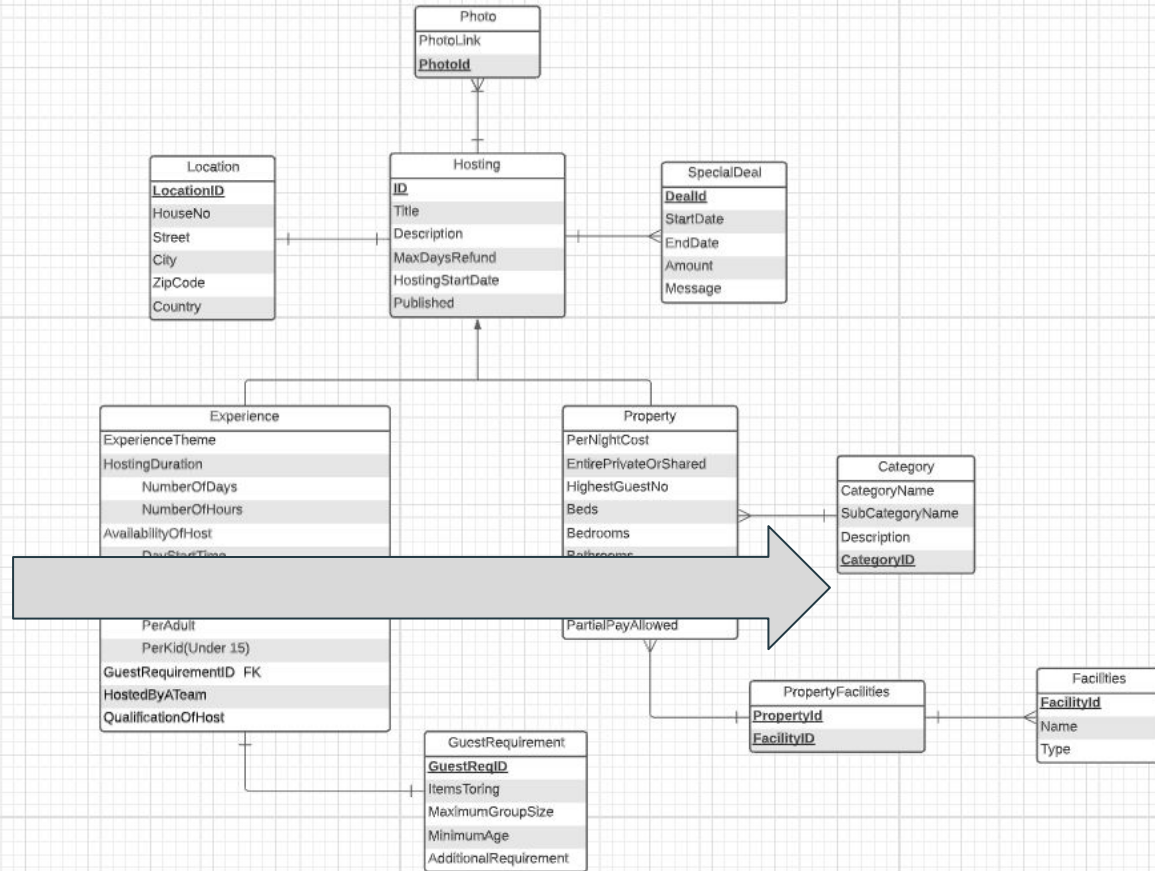 Photo
PhotoLink
PhotoId
Location
LocationID
HouseNo
Street
City
ZipCode
Country
Hosting
ID
Title
Description
MaxDaysRefund
HostingStartDate
Published
SpecialDeal
DealId
StartDate
EndDate
Amount
Message
Experience
ExperienceTheme
HostingDuration
NumberOfDays
NumberOfHours
AvailabilityOfHost
DayStartTime
PerAdult
PerKid(Under 15)
GuestRequirementID FK
HostedByATeam
QualificationOfHost
Property
PerNightCost
EntirePrivateOrShared
HighestGuestNo
Beds
Bedrooms
Bathrooms
PartialPayAllowed
Category
CategoryName
SubCategoryName
Description
CategoryID
PropertyFacilities
PropertyId
FacilityID
Facilities
FacilityId
Name
Type
GuestRequirement
GuestReqID
ItemsToring
MaximumGroupSize
MinimumAge
AdditionalRequirement